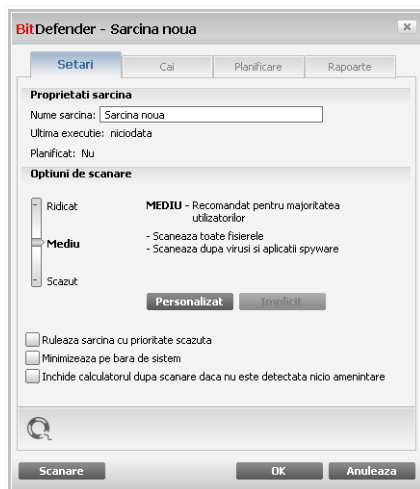 BitDefender - Sarcina noua
Setari
Cai
Planificare
Rapoarte
Proprietati sarcina
Nume sarcina: Sarcina noua
Ultima executie: niciodata
Planificat: Nu
Optiuni de scanare
Ridicat
MEDIU - Recomandat pentru majoritatea
utilizatorilor
- Scaneaza toate fisierele
Mediu
- Scaneaza dupa virusi si aplicatii spyware
Scazut
Personalizat
Implicit
Ruleaza sarcina cu prioritate scazuta
Minimizeaza pe bara de sistem
Inchide calculatorul dupa scanare daca nu este detectata nicio amenintare
Scanare
OK
Anuleaza